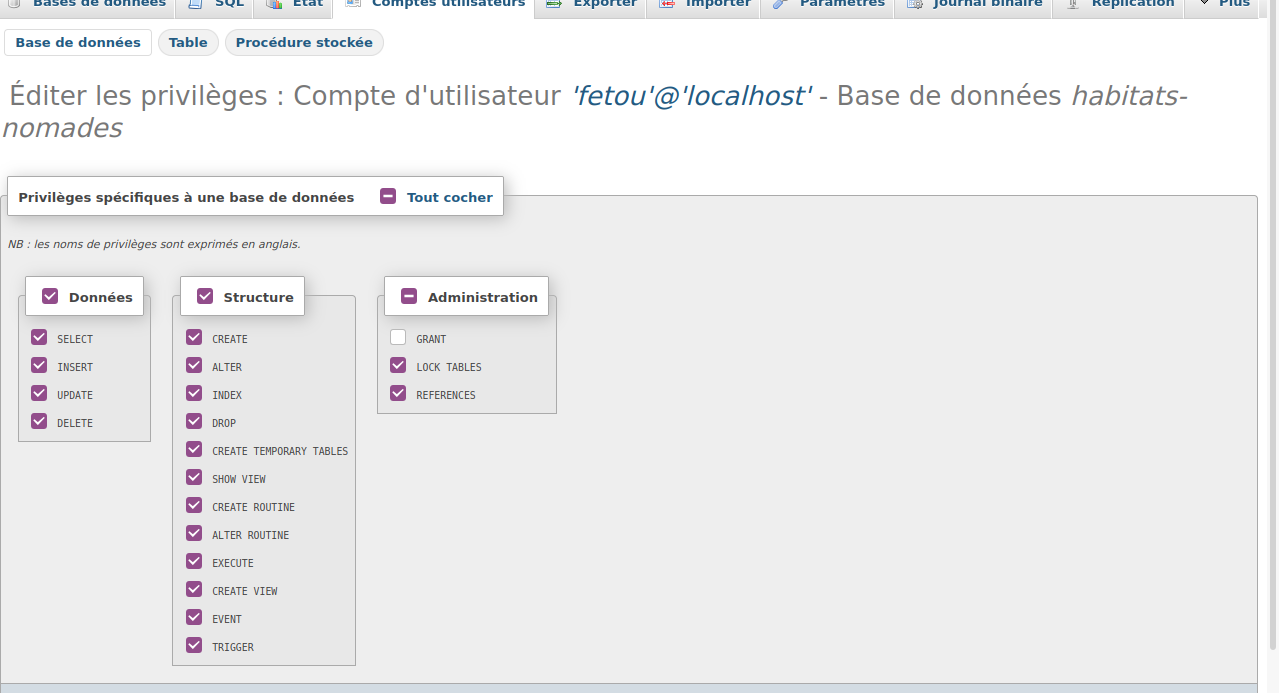 Bases de données SQL État Comptes utilisateurs Exporter Importer Paramètres Journal binaire Réplication Plus
Base de données Table Procédure stockée
Éditer les privilèges : Compte d'utilisateur 'fetou'@'localhost' - Base de données habitats-
nomades
Privilèges spécifiques à une base de données Tout cocher
NB : les noms de privilèges sont exprimés en anglais.
Données
SELECT
INSERT
UPDATE
DELETE
Structure
CREATE
ALTER
INDEX
DROP
CREATE TEMPORARY TABLES
SHOW VIEW
CREATE ROUTINE
ALTER ROUTINE
EXECUTE
CREATE VIEW
EVENT
TRIGGER
Administration
GRANT
LOCK TABLES
REFERENCES